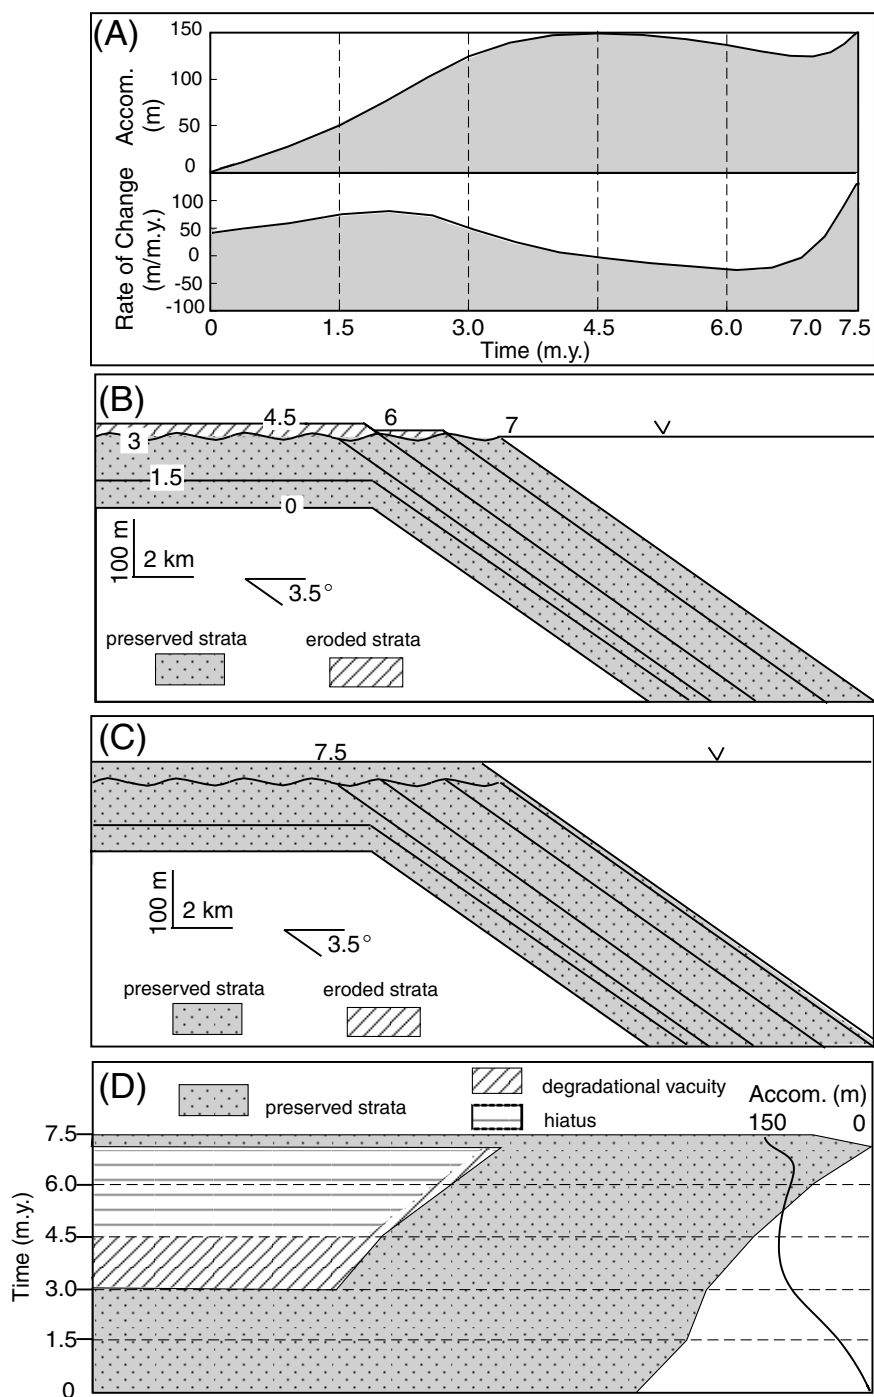 (A)
150
100
50
0
Accom.
(m)
100
50
0
-50
-100
Rate of Change
(m/m.y.)
0 1.5 3.0 4.5 6.0 7.0 7.5
Time (m.y.)
(B)
4.5 6 7
3
1.5
0
100 m
2 km
3.5°
preserved strata eroded strata
(C)
7.5
100 m
2 km
3.5°
preserved strata eroded strata
(D)
preserved strata
degradational vacuity
hiatus
Accom. (m)
150 0
7.5
6.0
4.5
3.0
1.5
0
Time (m.y.)